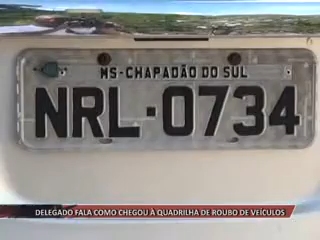 MS-CHAPADÃO DO SUL
NRL·0734
DELEGADO FALA COMO CHEGOU À QUADRILHA DE ROUBO DE VEÍCULOS